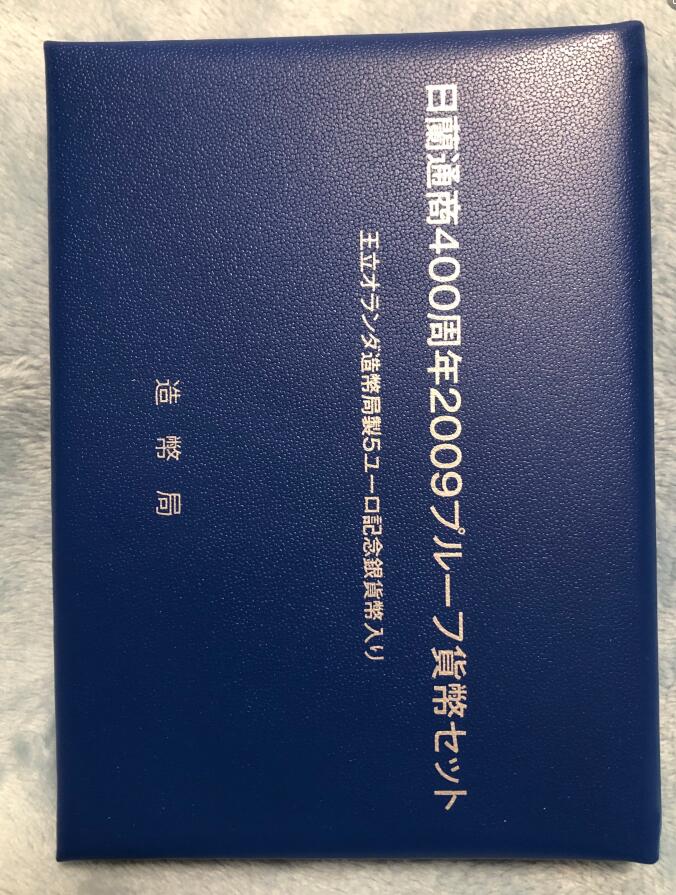 日蘭通商400周年2009プルーフ貨幣セット
王立オランダ造幣局製5ユーロ記念銀貨幣入り
造幣局